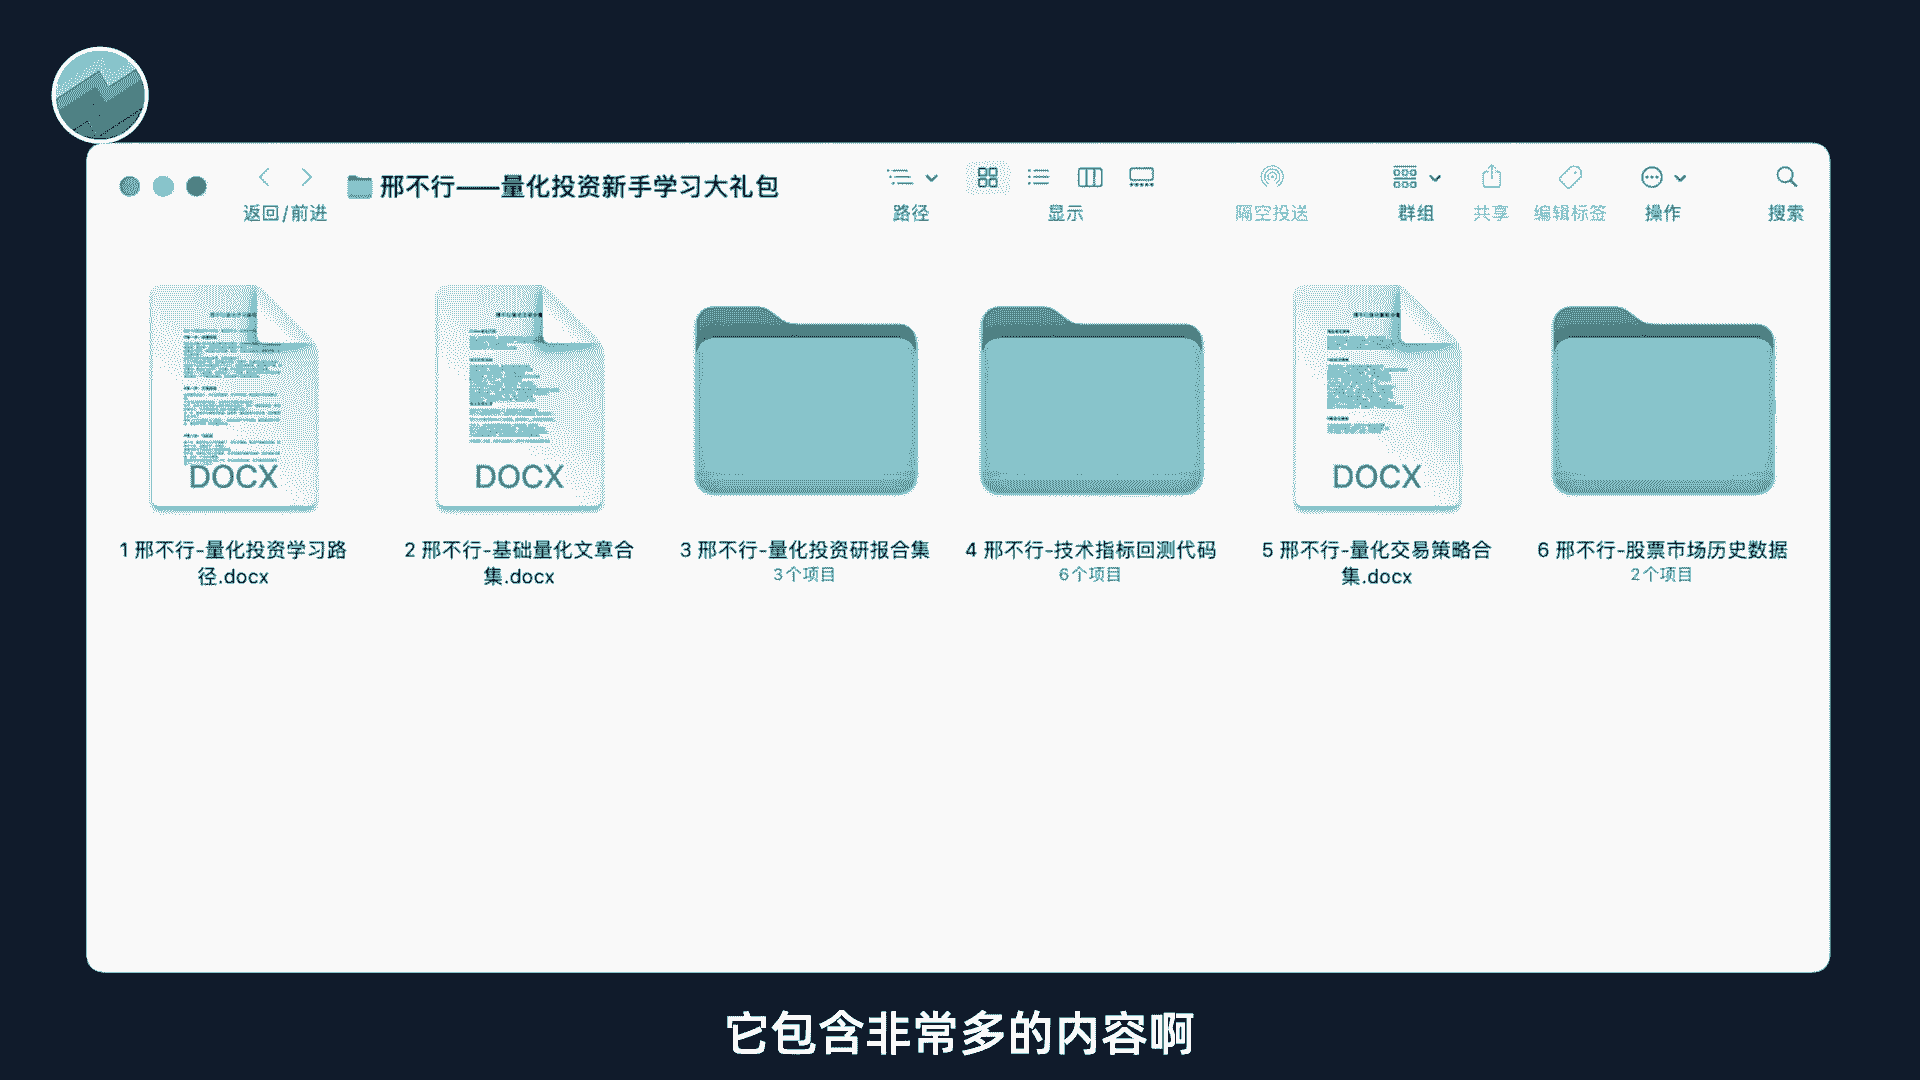 邢不行——量化投资新手学习大礼包
返回/前进
路径
显示
隔空投送
群组
共享
编辑标签
操作
搜索
DOCX
DOCX
DOCX
1 邢不行-量化投资学习路
径.docx
2 邢不行-基础量化文章合
集.docx
3 邢不行-量化投资研报合集
3个项目
4 邢不行-技术指标回测代码
6个项目
5 邢不行-量化交易策略合
集.docx
6 邢不行-股票市场历史数据
2个项目
它包含非常多的内容啊